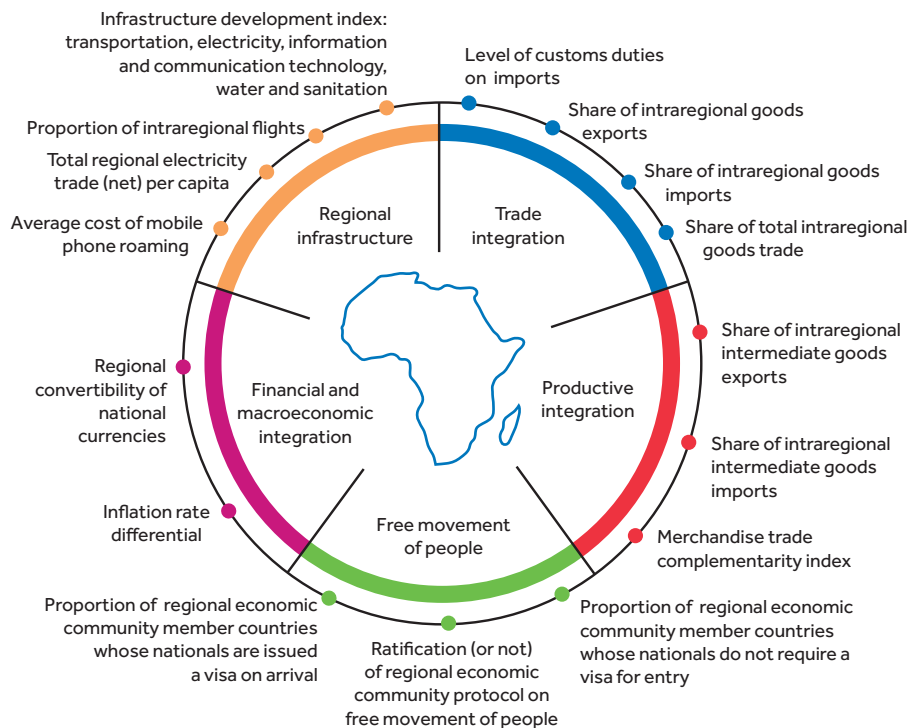 Infrastructure development index:
transportation, electricity, information
and communication technology,
water and sanitation
Proportion of intraregional flights
Total regional electricity
trade (net) per capita
Average cost of mobile
phone roaming
Regional
infrastructure
Level of customs duties
on imports
Share of intraregional goods
exports
Share of intraregional goods
imports
Share of total intraregional
goods trade
Trade
integration
Share of intraregional
intermediate goods
exports
Share of intraregional
intermediate goods
imports
Merchandise trade
complementarity index
Productive
integration
Regional
convertibility of
national
currencies
Inflation rate
differential
Financial and
macroeconomic
integration
Free movement
of people
Proportion of regional economic
community member countries
whose nationals are issued
a visa on arrival
Ratification (or not)
of regional economic
community protocol on
free movement of people
Proportion of regional economic
community member countries
whose nationals do not require a
visa for entry